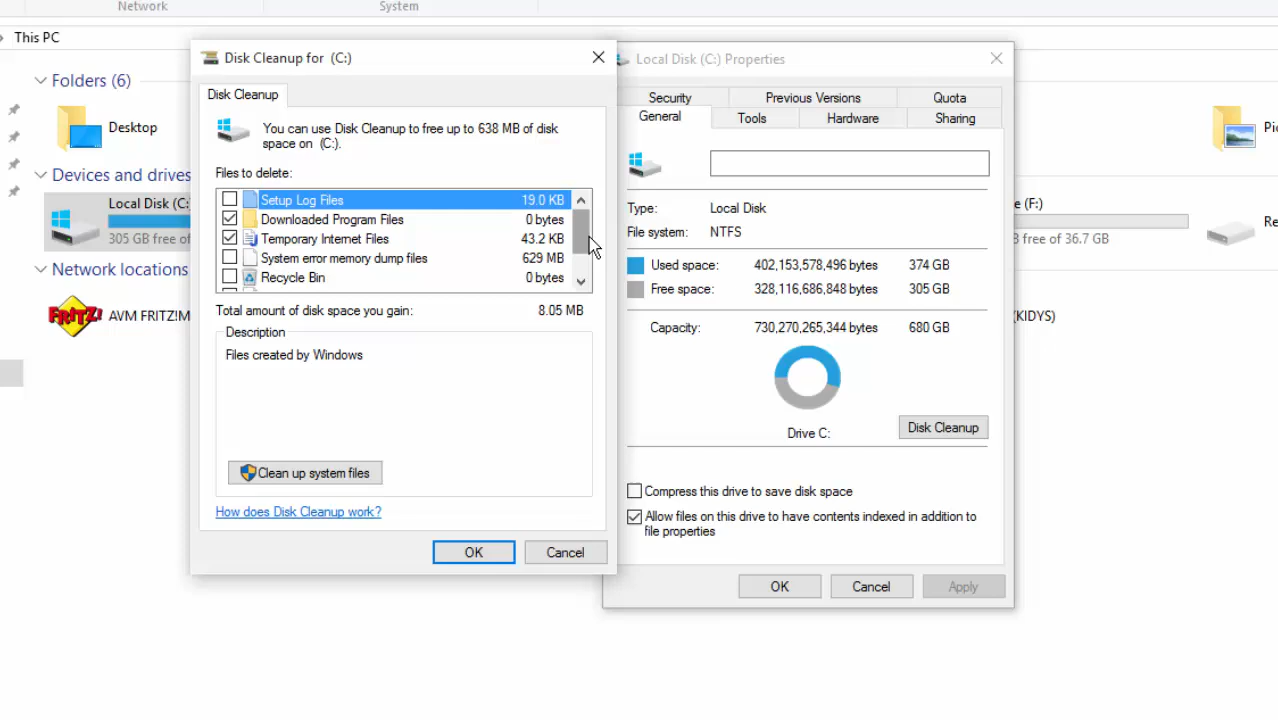 Network
System
This PC
Folders (6)
Desktop
Devices and drives
Local Disk (C:
305 GB free of
Network locations
FRITZ!
AVM FRITZ!M
Disk Cleanup for (C:)
Disk Cleanup
You can use Disk Cleanup to free up to 638 MB of disk
space on (C:).
Files to delete:
Setup Log Files 19.0 KB
Downloaded Program Files 0 bytes
Temporary Internet Files 43.2 KB
System error memory dump files 629 MB
Recycle Bin 0 bytes
Total amount of disk space you gain: 8.05 MB
Description
Files created by Windows
Clean up system files
How does Disk Cleanup work?
OK
Cancel
Local Disk (C:) Properties
Security
Previous Versions
Quota
General
Tools
Hardware
Sharing
Type: Local Disk
File system: NTFS
Used space: 402,153,578,496 bytes 374 GB
Free space: 328,116,686,848 bytes 305 GB
Capacity: 730,270,265,344 bytes 680 GB
Drive C:
Disk Cleanup
Compress this drive to save disk space
Allow files on this drive to have contents indexed in addition to
file properties
OK
Cancel
Apply
Pi
e (F:)
free of 36.7 GB
Re
(KIDYS)